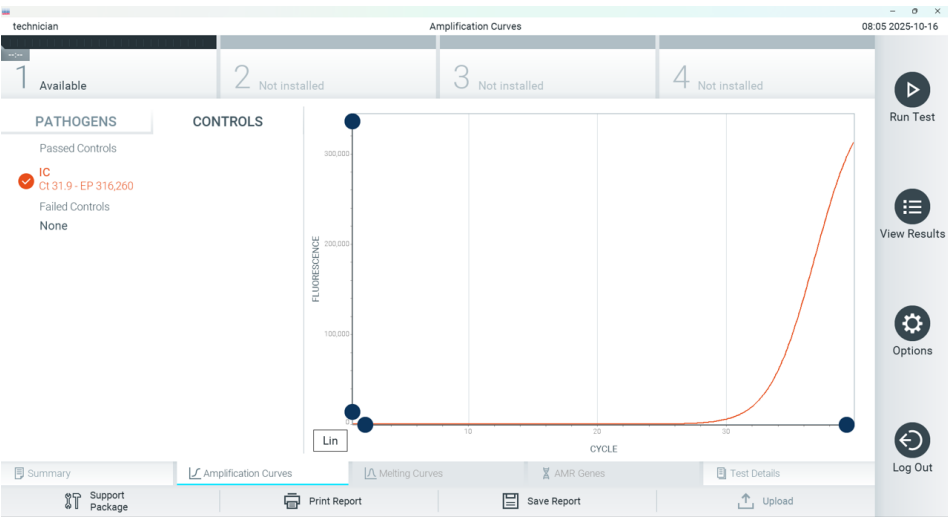 technician
Amplification Curves
08:05 2025-10-16
--:--
1 Available
2 Not installed
3 Not installed
4 Not installed
Run Test
View Results
Options
Log Out
PATHOGENS
CONTROLS
Passed Controls
IC
Ct 31.9 - EP 316,260
Failed Controls
None
FLUORESCENCE
300,000
200,000
100,000
0
10
20
30
CYCLE
Lin
Summary
Amplification Curves
Melting Curves
AMR Genes
Test Details
Support
Package
Print Report
Save Report
Upload